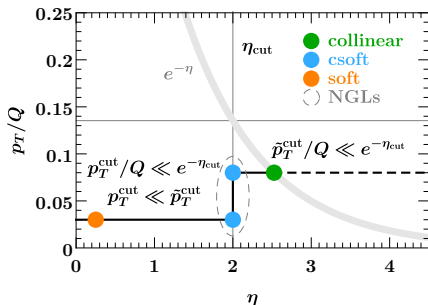 0.25
0.2
0.15
0.1
0.05
0
p_T/Q
0 1 2 3 4
η
η_cut
collinear
csoft
soft
NGLs
e^{-η}
p_T^cut/Q ≪ e^{-η_cut}
p_T^cut ≪ p̃_T^cut
p̃_T^cut/Q ≪ e^{-η_cut}